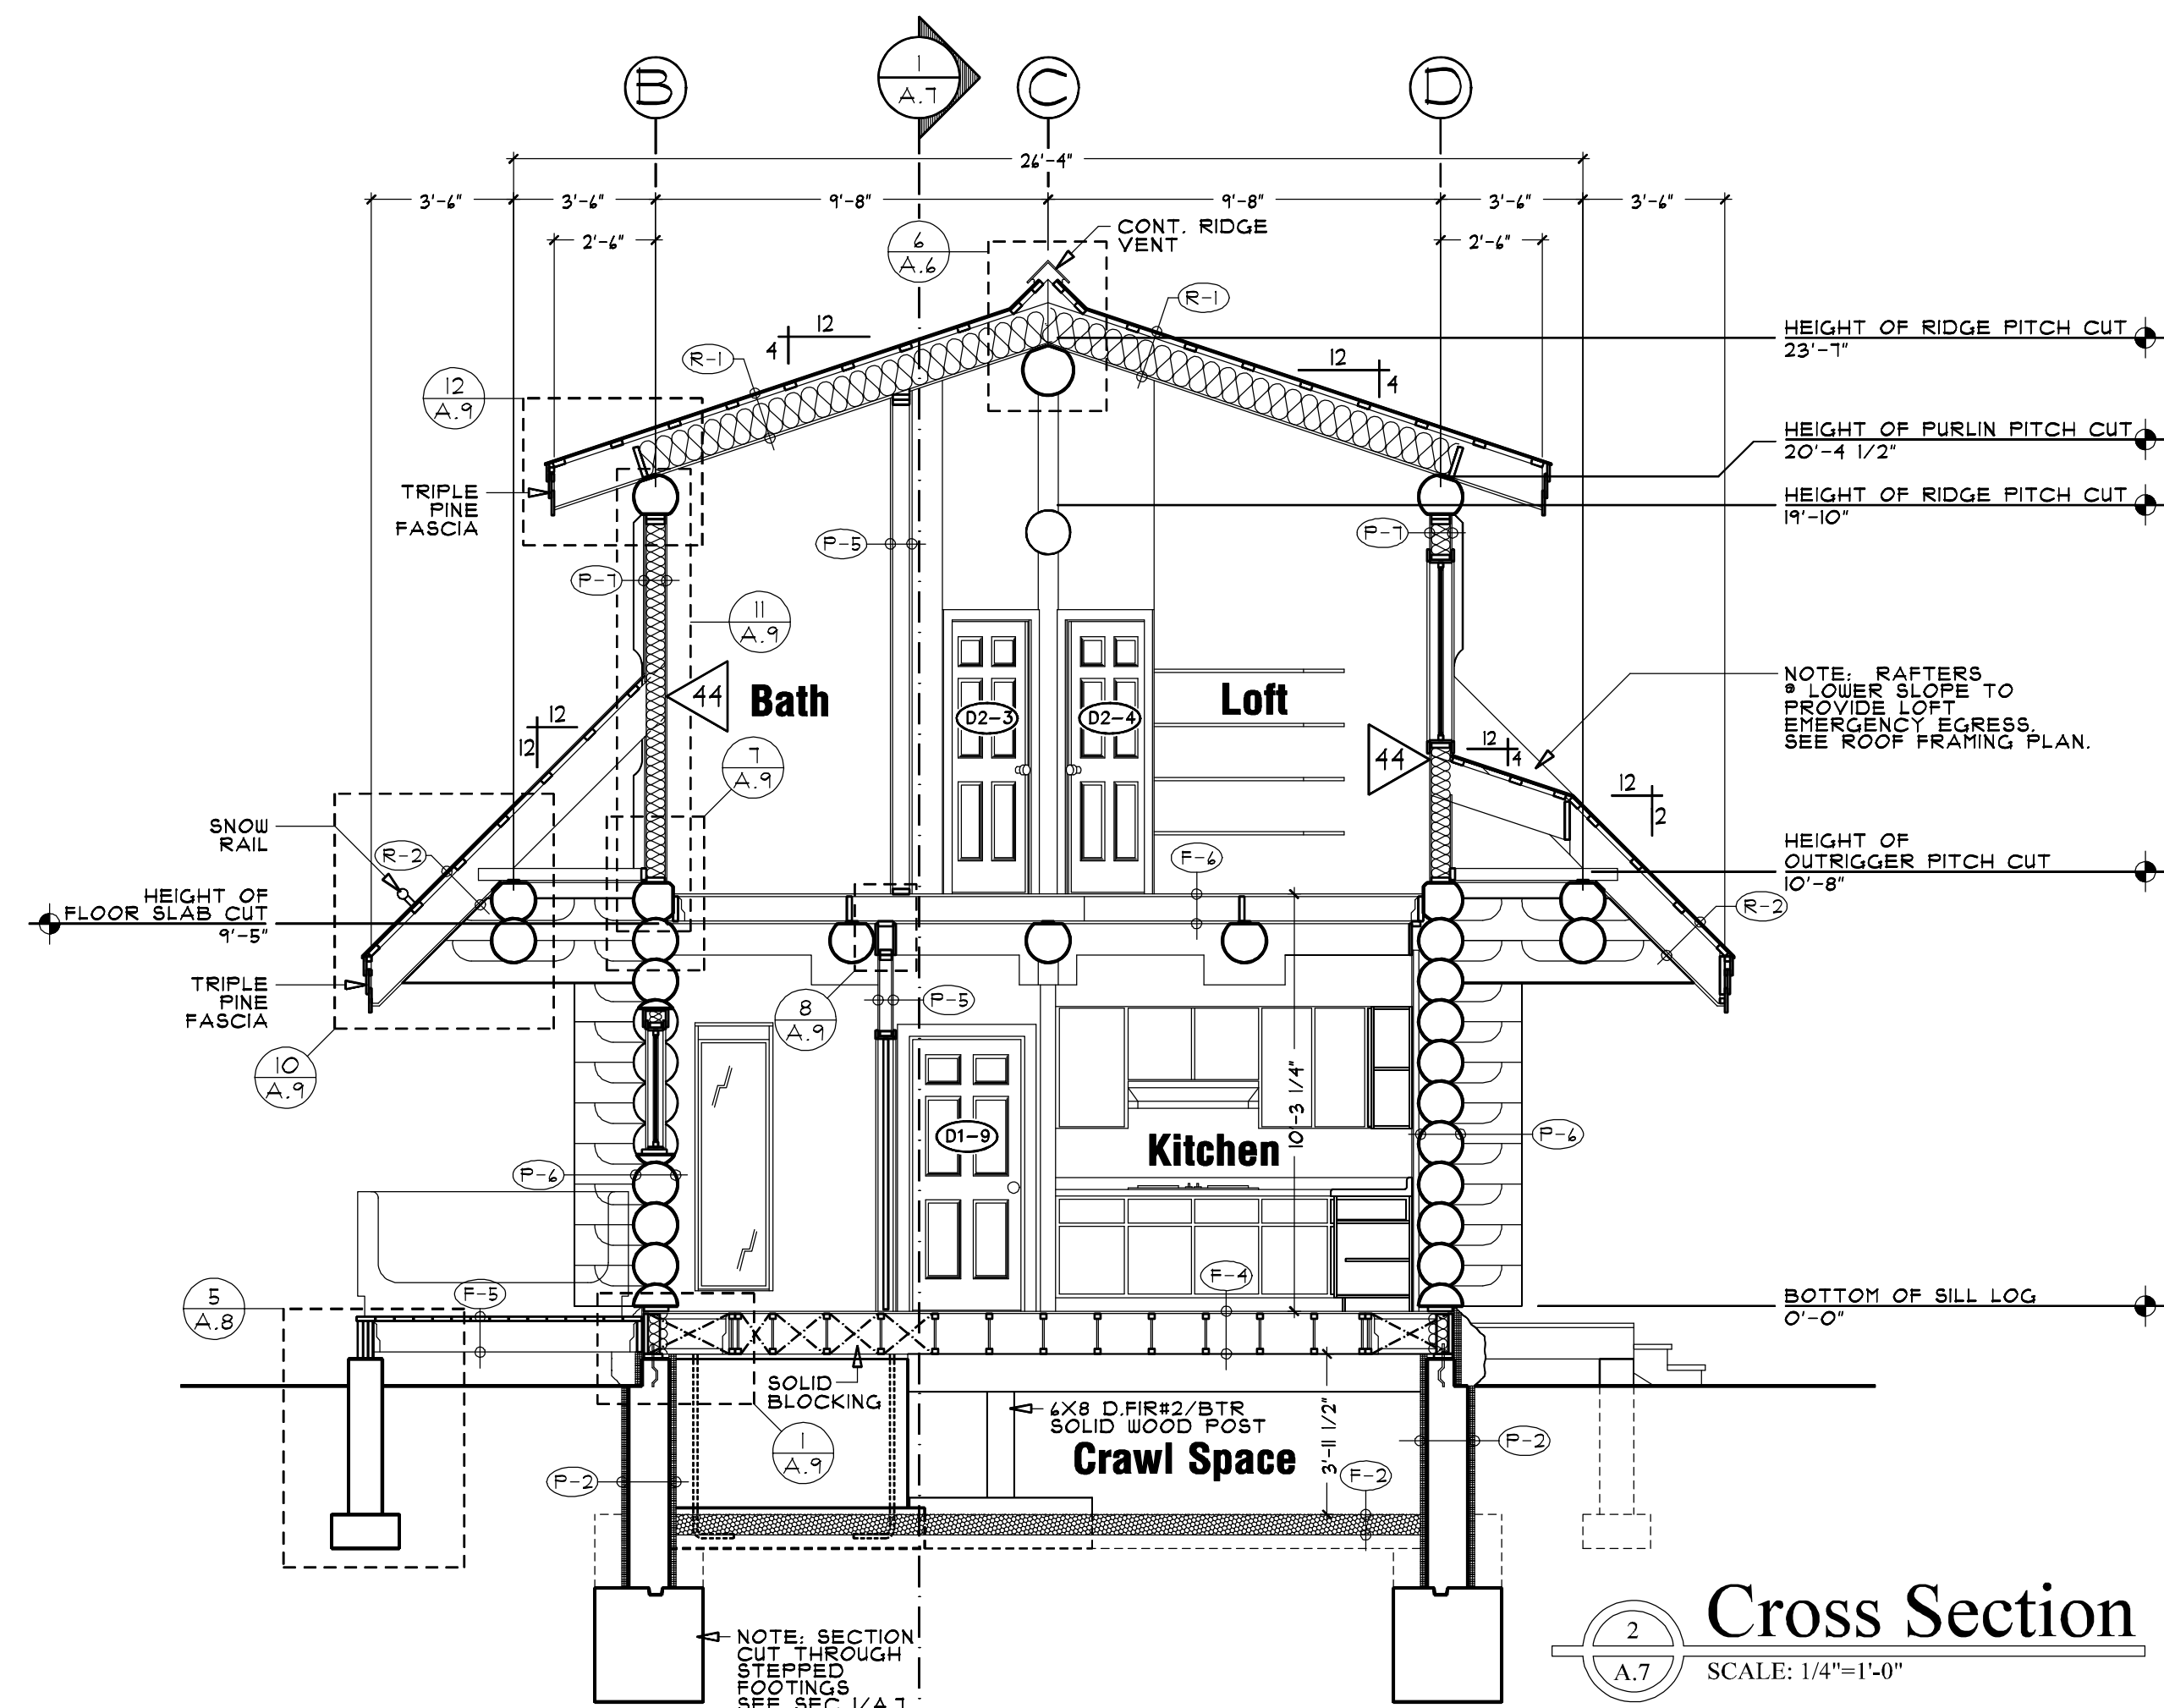 B
1
A.7
C
D
26'-4"
3'-6"
3'-6"
9'-8"
9'-8"
3'-6"
3'-6"
2'-6"
2'-6"
6
A.6
CONT. RIDGE
VENT
R-1
12
4
R-1
12
4
HEIGHT OF RIDGE PITCH CUT
23'-7"
12
A.9
HEIGHT OF PURLIN PITCH CUT
20'-4 1/2"
TRIPLE
PINE
FASCIA
HEIGHT OF RIDGE PITCH CUT
19'-10"
P-5
P-7
P-7
11
A.9
44
Bath
Loft
D2-3
D2-4
NOTE: RAFTERS
@ LOWER SLOPE TO
PROVIDE LOFT
EMERGENCY EGRESS.
SEE ROOF FRAMING PLAN.
12
12
7
A.9
44
12
4
12
2
SNOW
RAIL
R-2
F-6
HEIGHT OF
OUTRIGGER PITCH CUT
10'-8"
HEIGHT OF
FLOOR SLAB CUT
9'-5"
R-2
TRIPLE
PINE
FASCIA
8
A.9
P-5
10
A.9
10'-3 1/4"
D1-9
Kitchen
P-6
P-6
5
A.8
F-5
F-4
BOTTOM OF SILL LOG
0'-0"
SOLID
BLOCKING
6X8 D.FIR#2/BTR
SOLID WOOD POST
1
A.9
Crawl Space
3'-11 1/2"
P-2
P-2
F-2
NOTE: SECTION
CUT THROUGH
STEPPED
FOOTINGS
SEE SEC 1/A.7
2
A.7
Cross Section
SCALE: 1/4"=1'-0"